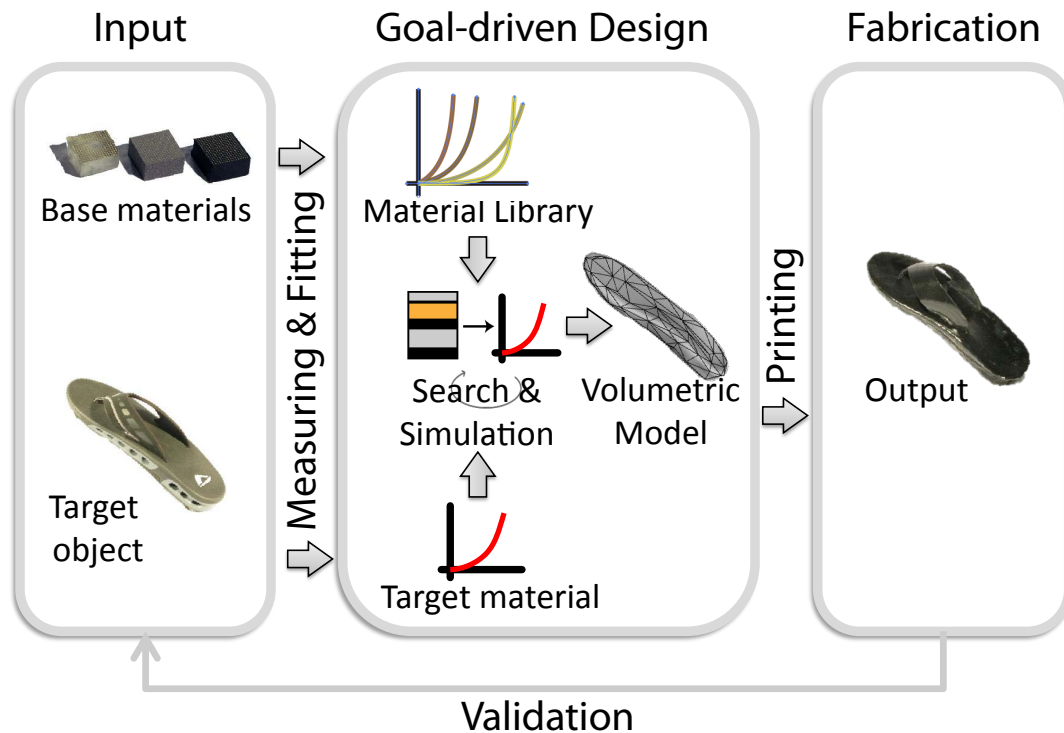 Input
Goal-driven Design
Fabrication
Base materials
Target
object
Measuring & Fitting
Material Library
Search &
Simulation
Volumetric
Model
Target material
Printing
Output
Validation